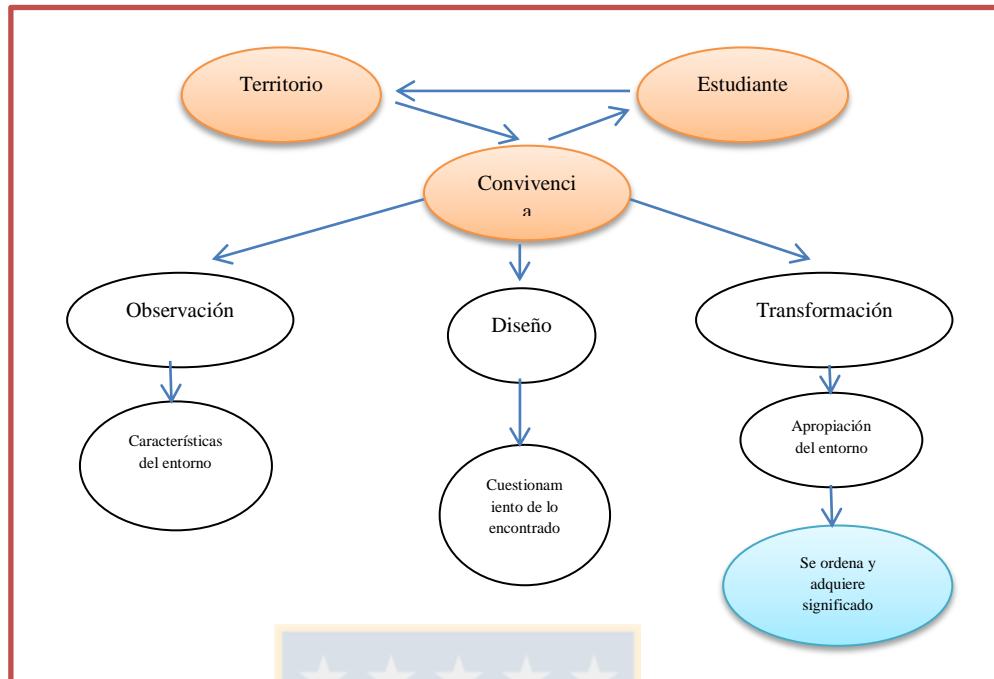 Territorio
Estudiante
Convivenci
a
Observación
Diseño
Transformación
Características
del entorno
Cuestionam
iento de lo
encontrado
Apropiación
del entorno
Se ordena y
adquiere
significado